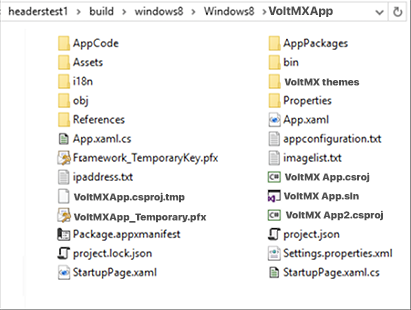 headerstest1 › build › windows8 › Windows8 › VoltMXApp
AppCode
Assets
i18n
obj
References
App.xaml.cs
Framework_TemporaryKey.pfx
ipaddress.txt
VoltMXApp.csproj.tmp
VoltMXApp_Temporary.pfx
Package.appxmanifest
project.lock.json
StartupPage.xaml
AppPackages
bin
VoltMX themes
Properties
App.xaml
appconfiguration.txt
imagelist.txt
VoltMX App.csroj
VoltMX App.sln
VoltMX App2.csproj
project.json
Settings.properties.xml
StartupPage.xaml.cs